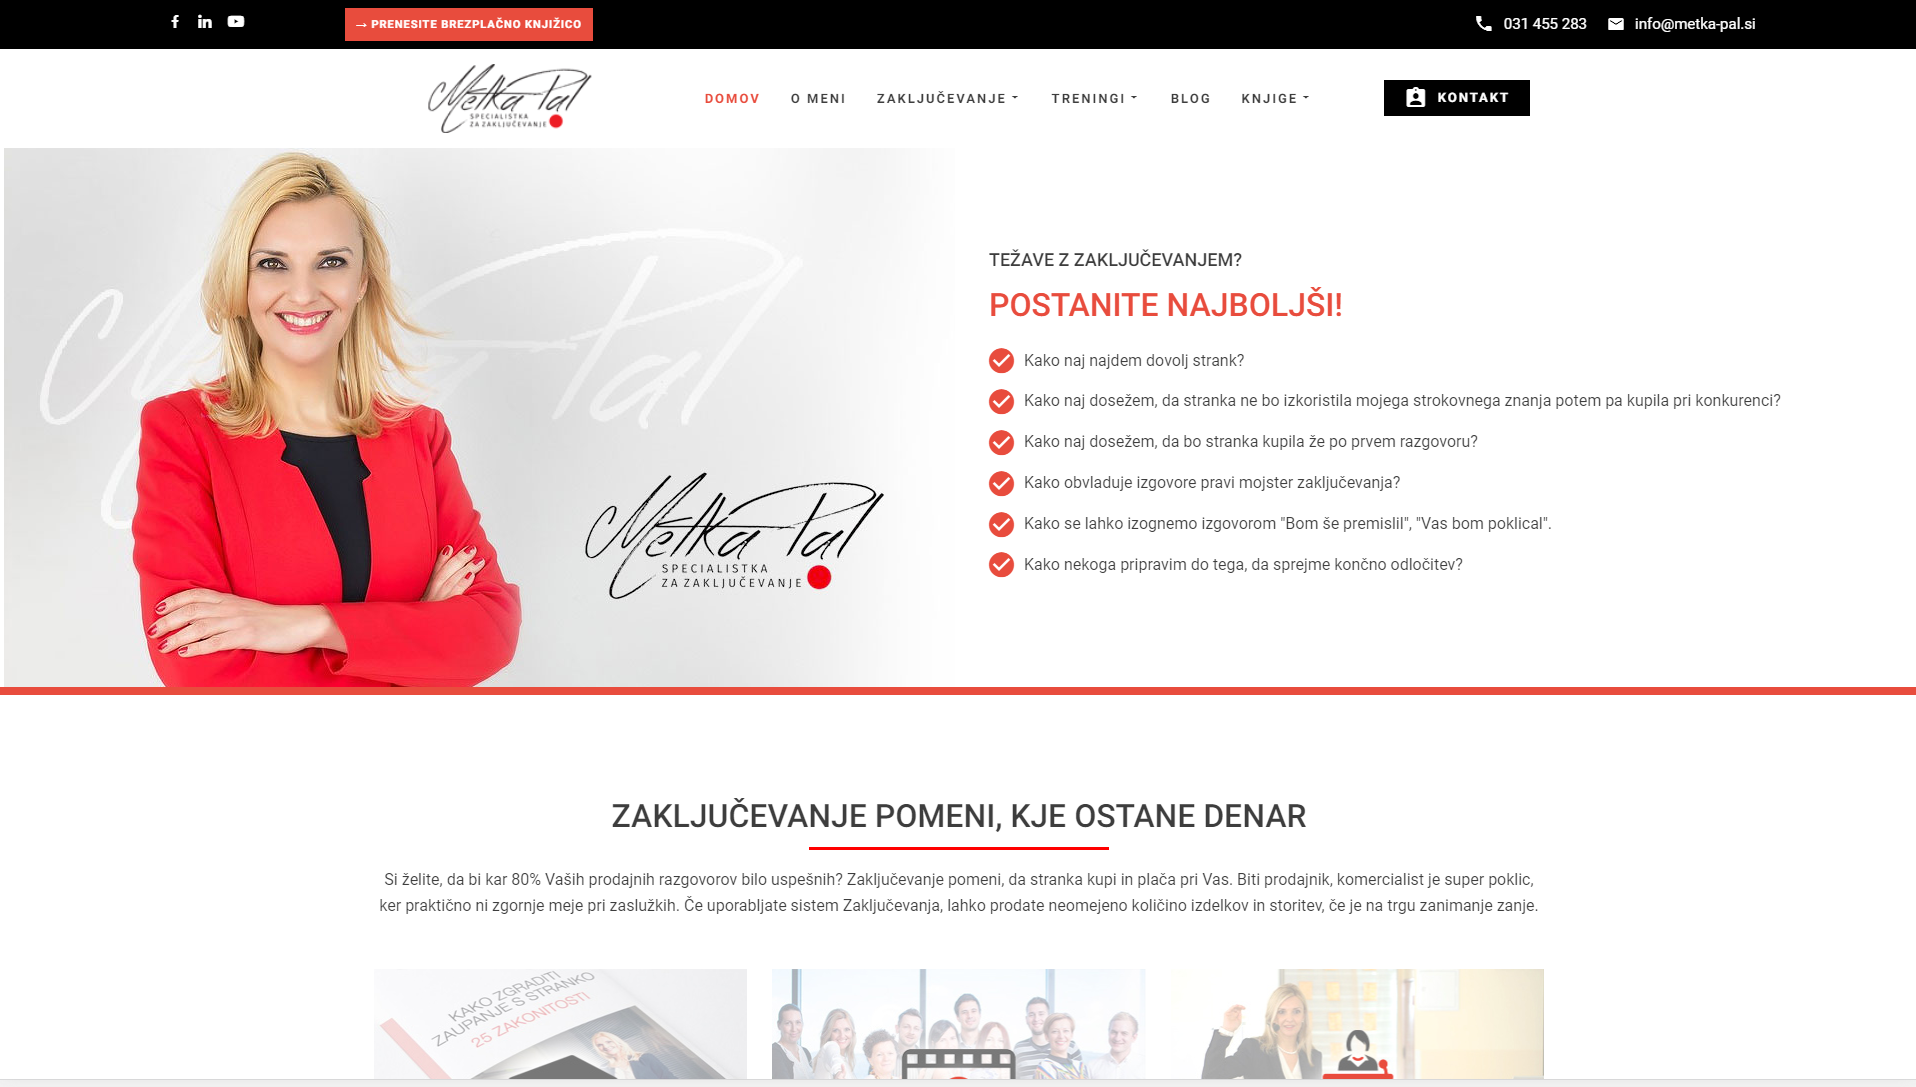 → PRENESITE BREZPLAČNO KNJIŽICO
031 455 283
info@metka-pal.si
Metka Pal
SPECIALISTKA
ZA ZAKLJUČEVANJE
DOMOV
O MENI
ZAKLJUČEVANJE
TRENINGI
BLOG
KNJIGE
KONTAKT
Metka Pal
Metka Pal
SPECIALISTKA
ZA ZAKLJUČEVANJE
TEŽAVE Z ZAKLJUČEVANJEM?
POSTANITE NAJBOLJŠI!
Kako naj najdem dovolj strank?
Kako naj dosežem, da stranka ne bo izkoristila mojega strokovnega znanja potem pa kupila pri konkurenci?
Kako naj dosežem, da bo stranka kupila že po prvem razgovoru?
Kako obvladuje izgovore pravi mojster zaključevanja?
Kako se lahko izognemo izgovorom "Bom še premislil", "Vas bom poklical".
Kako nekoga pripravim do tega, da sprejme končno odločitev?
ZAKLJUČEVANJE POMENI, KJE OSTANE DENAR
Si želite, da bi kar 80% Vaših prodajnih razgovorov bilo uspešnih? Zaključevanje pomeni, da stranka kupi in plača pri Vas. Biti prodajnik, komercialist je super poklic,
ker praktično ni zgornje meje pri zaslužkih. Če uporabljate sistem Zaključevanja, lahko prodate neomejeno količino izdelkov in storitev, če je na trgu zanimanje zanje.
KAKO ZGRADITI
ZAUPANJE S STRANKO
25 ZAKONITOSTI